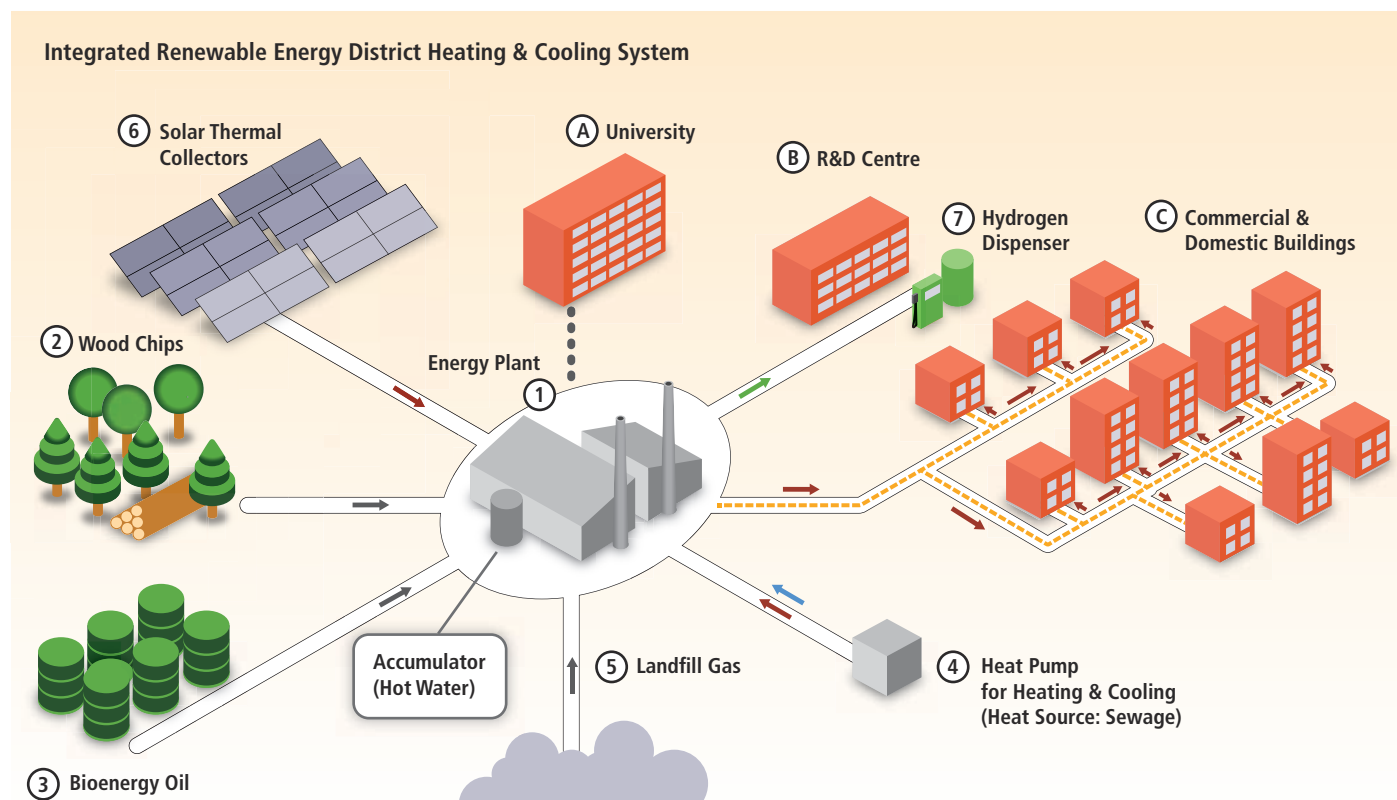 Integrated Renewable Energy District Heating & Cooling System
6 Solar Thermal
Collectors
A University
B R&D Centre
7 Hydrogen
Dispenser
C Commercial &
Domestic Buildings
2 Wood Chips
Energy Plant
1
Accumulator
(Hot Water)
5 Landfill Gas
4 Heat Pump
for Heating & Cooling
(Heat Source: Sewage)
3 Bioenergy Oil